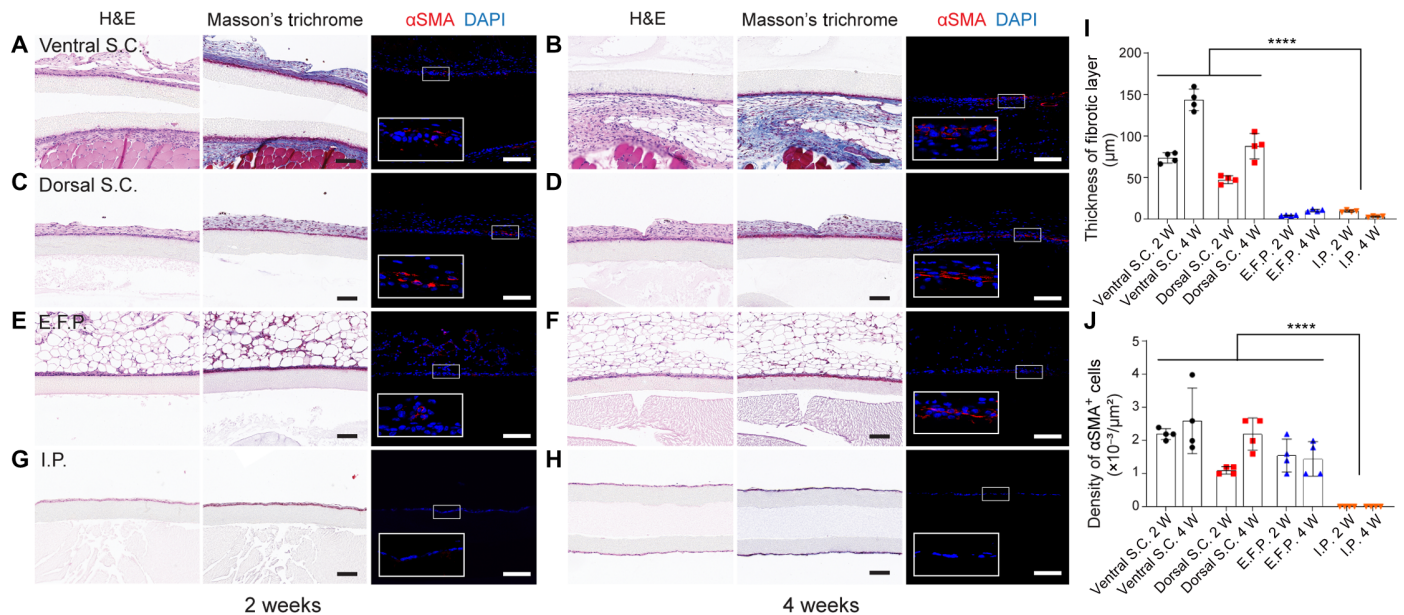 H&E Masson's trichrome αSMA DAPI H&E Masson's trichrome αSMA DAPI
A Ventral S.C.
B
C Dorsal S.C.
D
E E.F.P.
F
G I.P.
H
2 weeks 4 weeks
I
****
Thickness of fibrotic layer
(μm)
200
150
100
50
0
Ventral S.C. 2 W
Ventral S.C. 4 W
Dorsal S.C. 2 W
Dorsal S.C. 4 W
E.F.P. 2 W
E.F.P. 4 W
I.P. 2 W
I.P. 4 W
J
****
Density of αSMA⁺ cells
(×10⁻³/μm²)
5
4
3
2
1
0
Ventral S.C. 2 W
Ventral S.C. 4 W
Dorsal S.C. 2 W
Dorsal S.C. 4 W
E.F.P. 2 W
E.F.P. 4 W
I.P. 2 W
I.P. 4 W